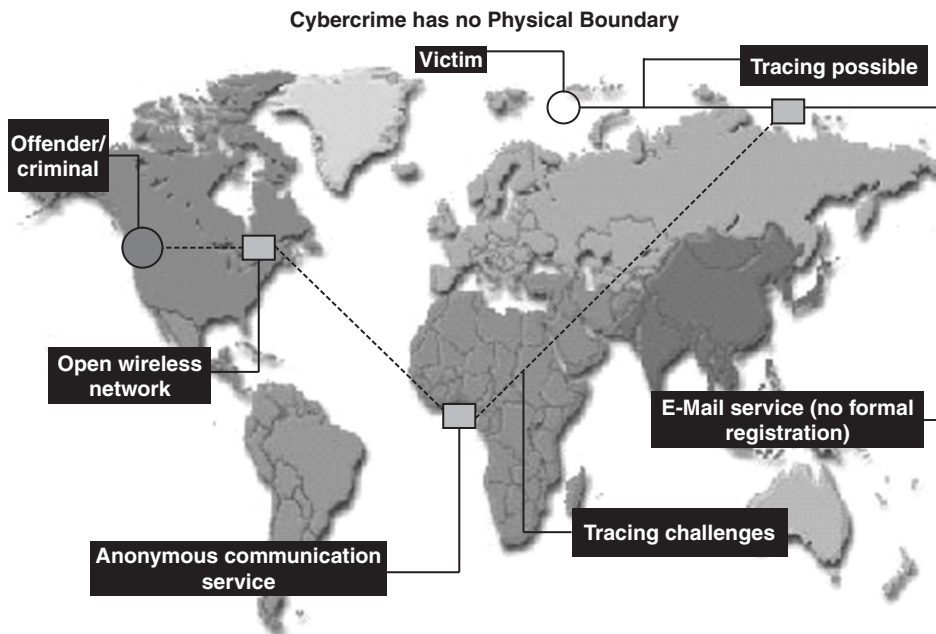 Cybercrime has no Physical Boundary
Victim
Tracing possible
Offender/
criminal
Open wireless
network
E-Mail service (no formal
registration)
Tracing challenges
Anonymous communication
service